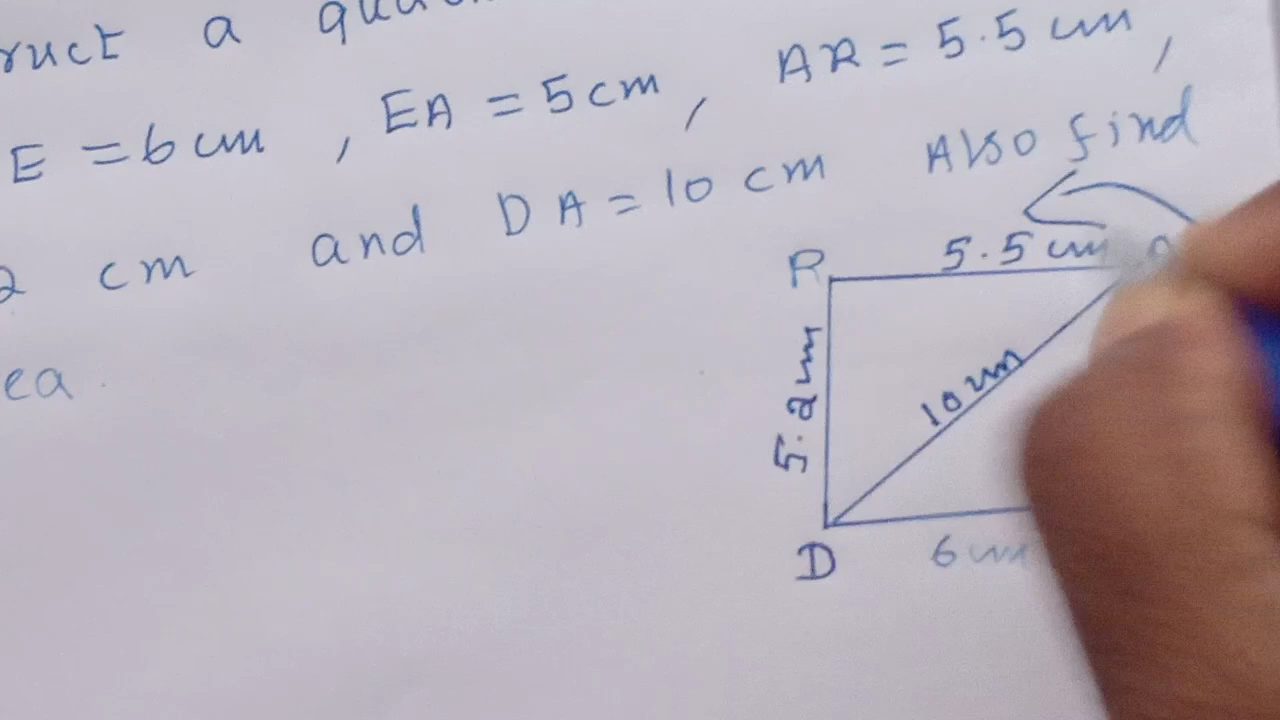 ruct a quad
E = 6 cm , EA = 5 cm , AR = 5.5 cm ,
2 cm and DA = 10 cm Also find
ea
R 5.5 cm
5.2 cm
10 cm
D 6 cm